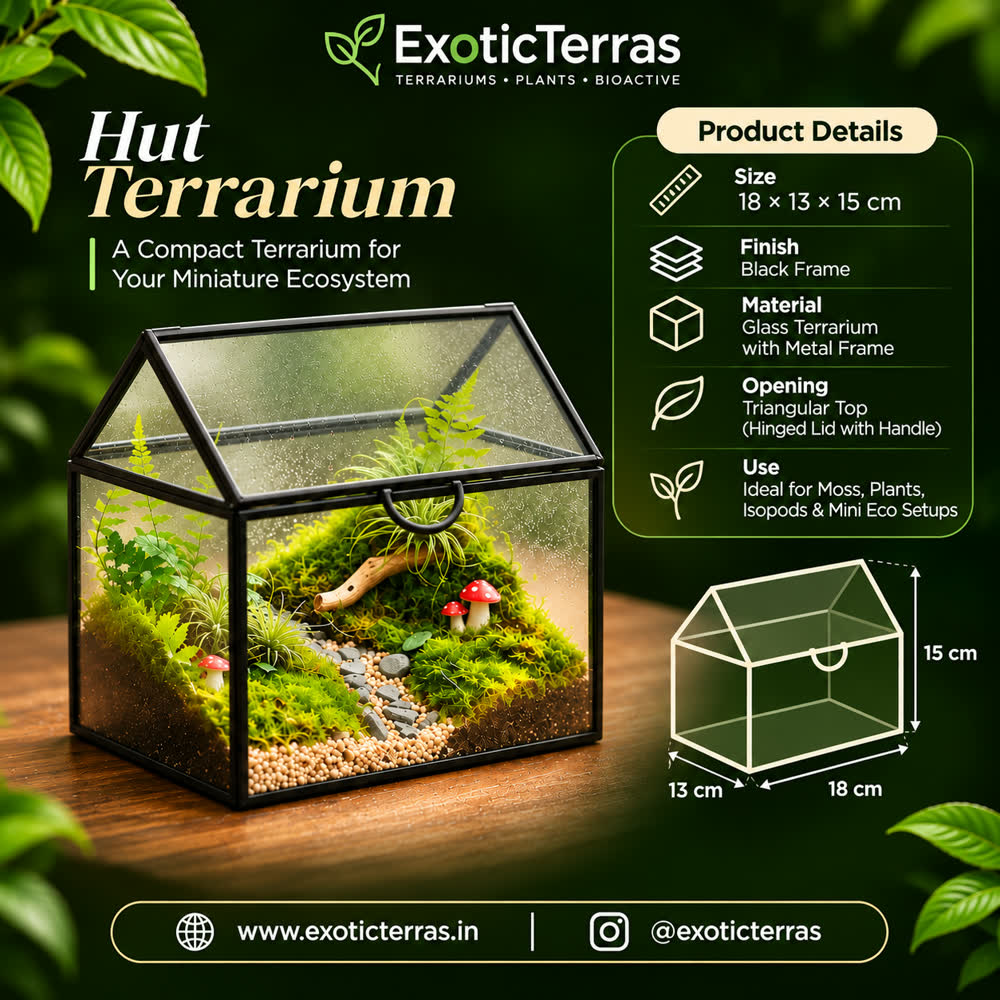 ExoticTerras
TERRARIUMS • PLANTS • BIOACTIVE
Hut
Terrarium
A Compact Terrarium for
Your Miniature Ecosystem
Product Details
Size
18 × 13 × 15 cm
Finish
Black Frame
Material
Glass Terrarium
with Metal Frame
Opening
Triangular Top
(Hinged Lid with Handle)
Use
Ideal for Moss, Plants,
Isopods & Mini Eco Setups
15 cm
13 cm
18 cm
www.exoticterras.in
@exoticterras